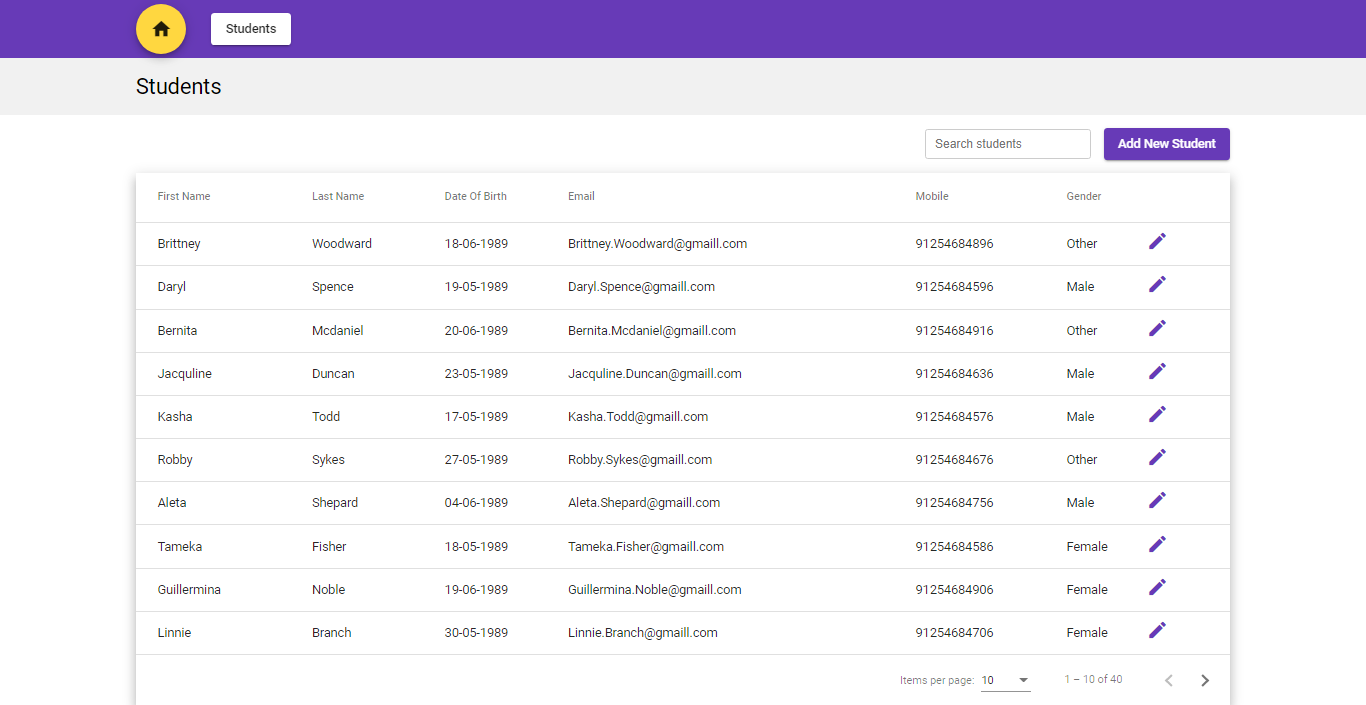 Students
Students
Search students Add New Student
First Name Last Name Date Of Birth Email Mobile Gender
Brittney Woodward 18-06-1989 Brittney.Woodward@gmaill.com 91254684896 Other
Daryl Spence 19-05-1989 Daryl.Spence@gmaill.com 91254684596 Male
Bernita Mcdaniel 20-06-1989 Bernita.Mcdaniel@gmaill.com 91254684916 Other
Jacquline Duncan 23-05-1989 Jacquline.Duncan@gmaill.com 91254684636 Male
Kasha Todd 17-05-1989 Kasha.Todd@gmaill.com 91254684576 Male
Robby Sykes 27-05-1989 Robby.Sykes@gmaill.com 91254684676 Other
Aleta Shepard 04-06-1989 Aleta.Shepard@gmaill.com 91254684756 Male
Tameka Fisher 18-05-1989 Tameka.Fisher@gmaill.com 91254684586 Female
Guillermina Noble 19-06-1989 Guillermina.Noble@gmaill.com 91254684906 Female
Linnie Branch 30-05-1989 Linnie.Branch@gmaill.com 91254684706 Female
Items per page: 10 1 – 10 of 40